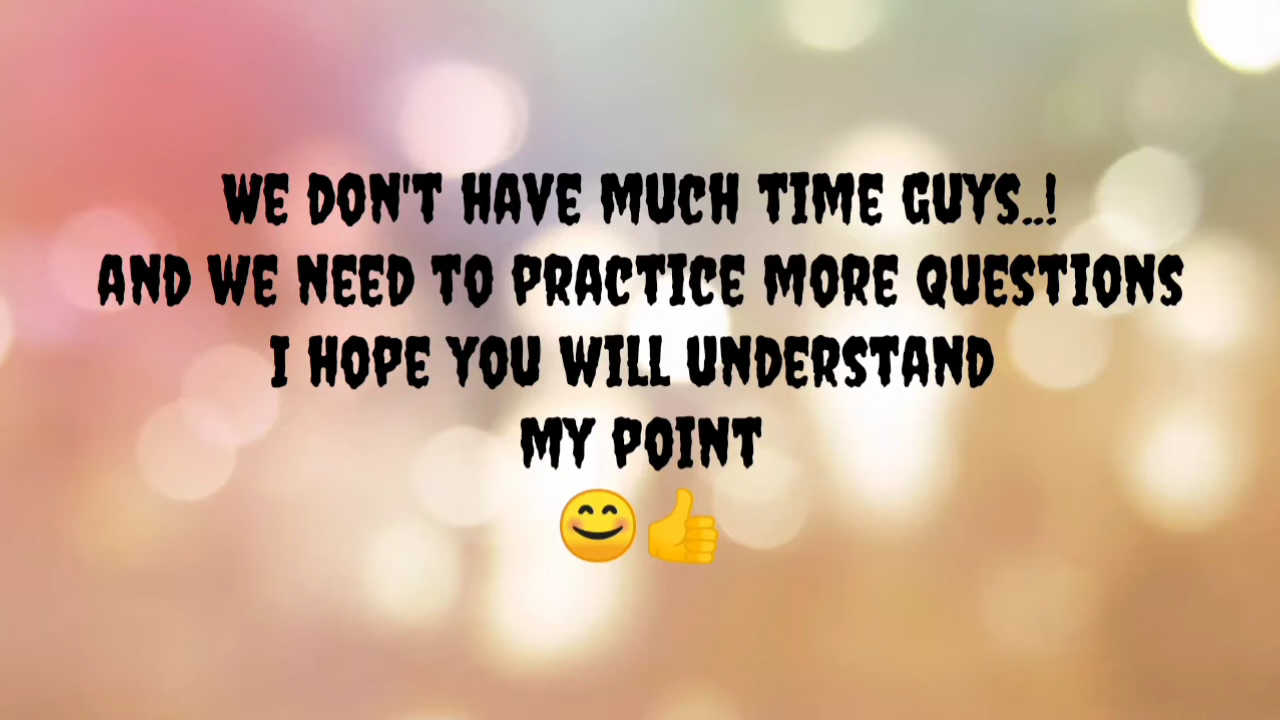 WE DON'T HAVE MUCH TIME GUYS..!
AND WE NEED TO PRACTICE MORE QUESTIONS
I HOPE YOU WILL UNDERSTAND
MY POINT
😊👍